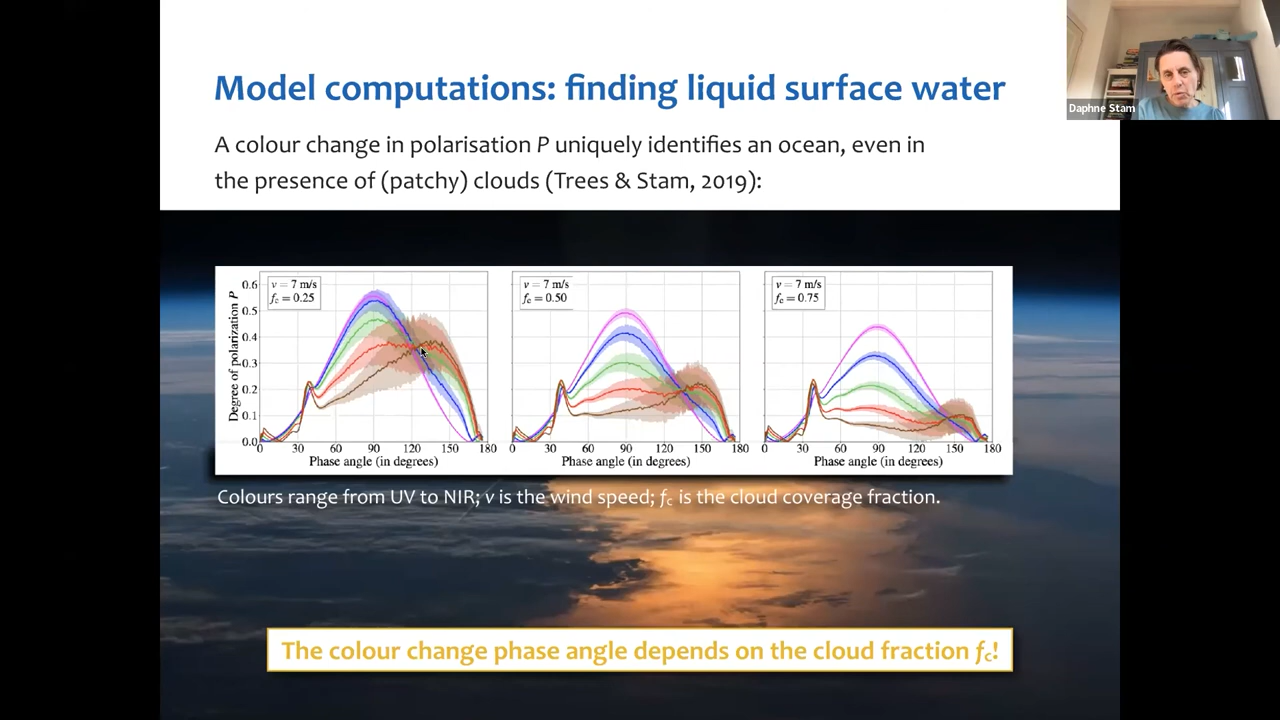 Model computations: finding liquid surface water
Daphne Stam
A colour change in polarisation P uniquely identifies an ocean, even in
the presence of (patchy) clouds (Trees & Stam, 2019):
Degree of polarization P
0.6
0.5
0.4
0.3
0.2
0.1
0.0
v = 7 m/s
fc = 0.25
0 30 60 90 120 150 180
Phase angle (in degrees)
v = 7 m/s
fc = 0.50
0 30 60 90 120 150 180
Phase angle (in degrees)
v = 7 m/s
fc = 0.75
0 30 60 90 120 150 180
Phase angle (in degrees)
Colours range from UV to NIR; v is the wind speed; fc is the cloud coverage fraction.
The colour change phase angle depends on the cloud fraction fc!